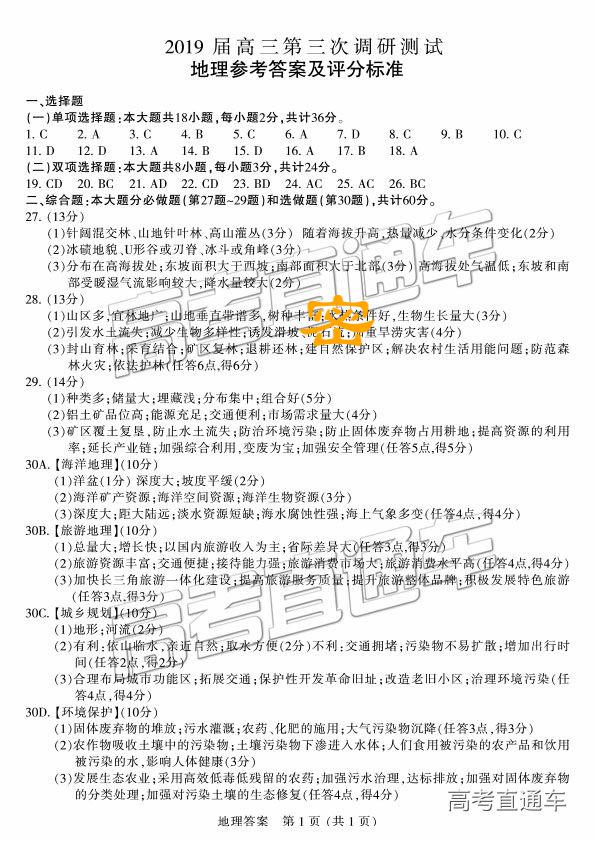 2019 届高三第三次调研测试
地理参考答案及评分标准
一、选择题
(一)单项选择题:本大题共18小题,每小题2分,共计36分。
1. C 2. A 3. C 4. B 5. C 6. A 7. D 8. C 9. B 10. C
11. D 12. D 13. A 14. B 15. A 16. A 17. B 18. A
(二)双项选择题:本大题共8小题,每小题3分,共计24分。
19. CD 20. BC 21. AD 22. CD 23. BD 24. AC 25. AC 26. BC
二、综合题:本大题分必做题(第27题~29题)和选做题(第30题),共计60分。
27. (13分)
(1)针阔混交林、山地针叶林、高山灌丛(3分) 随着海拔升高,热量减少,水分条件变化(2分)
(2)冰碛地貌、U形谷或刃脊、冰斗或角峰(3分)
(3)分布在高海拔处;东坡面积大于西坡;南部面积大于北部(3分) 高海拔处气温低;东坡和南
部受暖湿气流影响较大,降水量较大(2分)
28. (13分)
(1)山区多,宜林地广;山地垂直带谱多,树种丰富;水热条件好,生物生长量大(3分)
(2)引发水土流失;减少生物多样性;诱发滑坡、泥石流;加重旱涝灾害(4分)
(3)封山育林;采育结合;矿区复林;退耕还林;建自然保护区;解决农村生活用能问题;防范森
林火灾;依法护林(任答6点,得6分)
29. (14分)
(1)种类多;储量大;埋藏浅;分布集中;组合好(5分)
(2)铝土矿品位高;能源充足;交通便利;市场需求量大(4分)
(3)矿区覆土复垦,防止水土流失;防治环境污染;防止固体废弃物占用耕地;提高资源的利用
率;延长产业链;加强综合利用,变废为宝;加强安全管理(任答5点,得5分)
30A. 【海洋地理】(10分)
(1)洋盆(1分) 深度大;坡度平缓(2分)
(2)海洋矿产资源;海洋空间资源;海洋生物资源(3分)
(3)深度大;距大陆远;淡水资源短缺;海水腐蚀性强;海上气象多变(任答4点,得4分)
30B. 【旅游地理】(10分)
(1)总量大;增长快;以国内旅游收入为主;省际差异大(任答3点,得3分)
(2)旅游资源丰富;交通便捷;接待能力强;旅游消费市场大;旅游消费水平高(任答4点,得4分)
(3)加快长三角旅游一体化建设;提高旅游服务质量;提升旅游整体品牌;积极发展特色旅游
(任答3点,得3分)
30C. 【城乡规划】(10分)
(1)地形;河流(2分)
(2)有利:依山临水,亲近自然;取水方便(2分)不利:交通拥堵;污染物不易扩散;增加出行时
间(任答2点,得2分)
(3)合理布局城市功能区;拓展交通;保护性开发革命旧址;改造老旧小区;治理环境污染(任
答4点,得4分)
30D. 【环境保护】(10分)
(1)固体废弃物的堆放;污水灌溉;农药、化肥的施用;大气污染物沉降(任答3点,得3分)
(2)农作物吸收土壤中的污染物;土壤污染物下渗进入水体;人们食用被污染的农产品和饮用
被污染的水,影响人体健康(3分)
(3)发展生态农业;采用高效低毒低残留的农药;加强污水治理,达标排放;加强对固体废弃物
的分类处理;加强对污染土壤的生态修复(任答4点,得4分)
高考直通车
高考直通车
密
高考直通车
地理答案 第 1 页 (共 1 页)